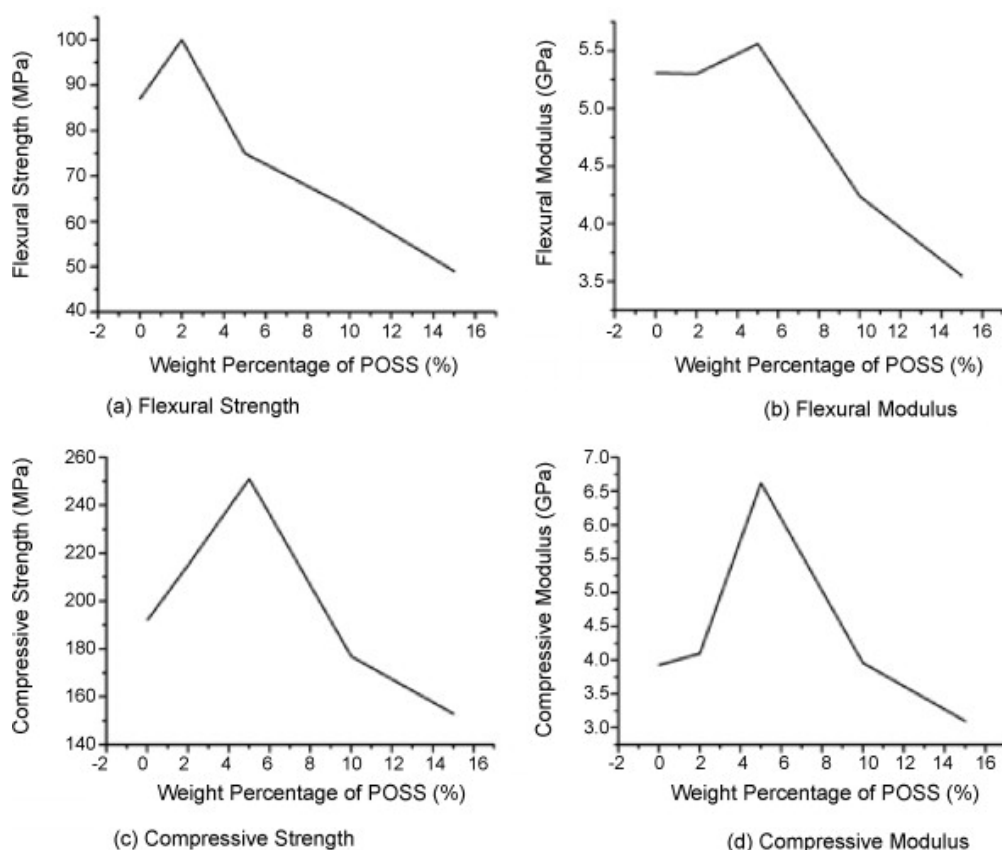 Flexural Strength (MPa)
100
90
80
70
60
50
40
-2 0 2 4 6 8 10 12 14 16
Weight Percentage of POSS (%)
(a) Flexural Strength
Flexural Modulus (GPa)
5.5
5.0
4.5
4.0
3.5
-2 0 2 4 6 8 10 12 14 16
Weight Percentage of POSS (%)
(b) Flexural Modulus
Compressive Strength (MPa)
260
240
220
200
180
160
140
-2 0 2 4 6 8 10 12 14 16
Weight Percentage of POSS (%)
(c) Compressive Strength
Compressive Modulus (GPa)
7.0
6.5
6.0
5.5
5.0
4.5
4.0
3.5
3.0
-2 0 2 4 6 8 10 12 14 16
Weight Percentage of POSS (%)
(d) Compressive Modulus